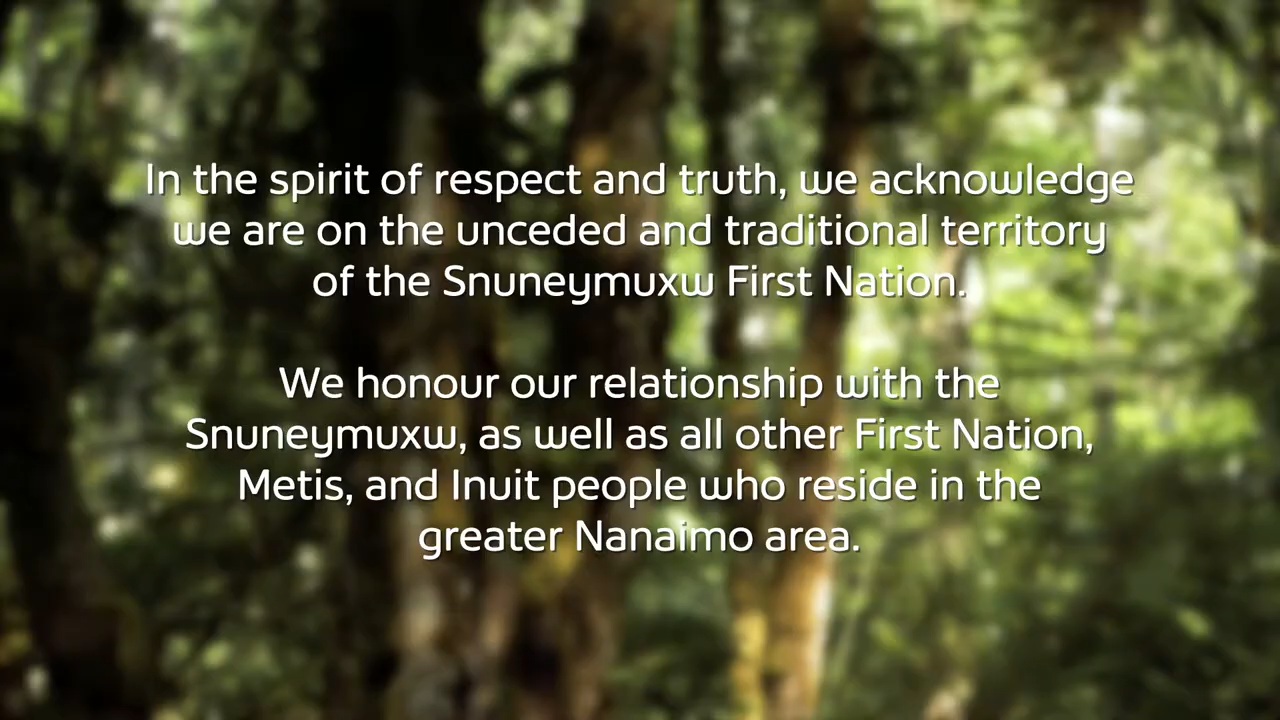 In the spirit of respect and truth, we acknowledge
we are on the unceded and traditional territory
of the Snuneymuxw First Nation.
We honour our relationship with the
Snuneymuxw, as well as all other First Nation,
Metis, and Inuit people who reside in the
greater Nanaimo area.